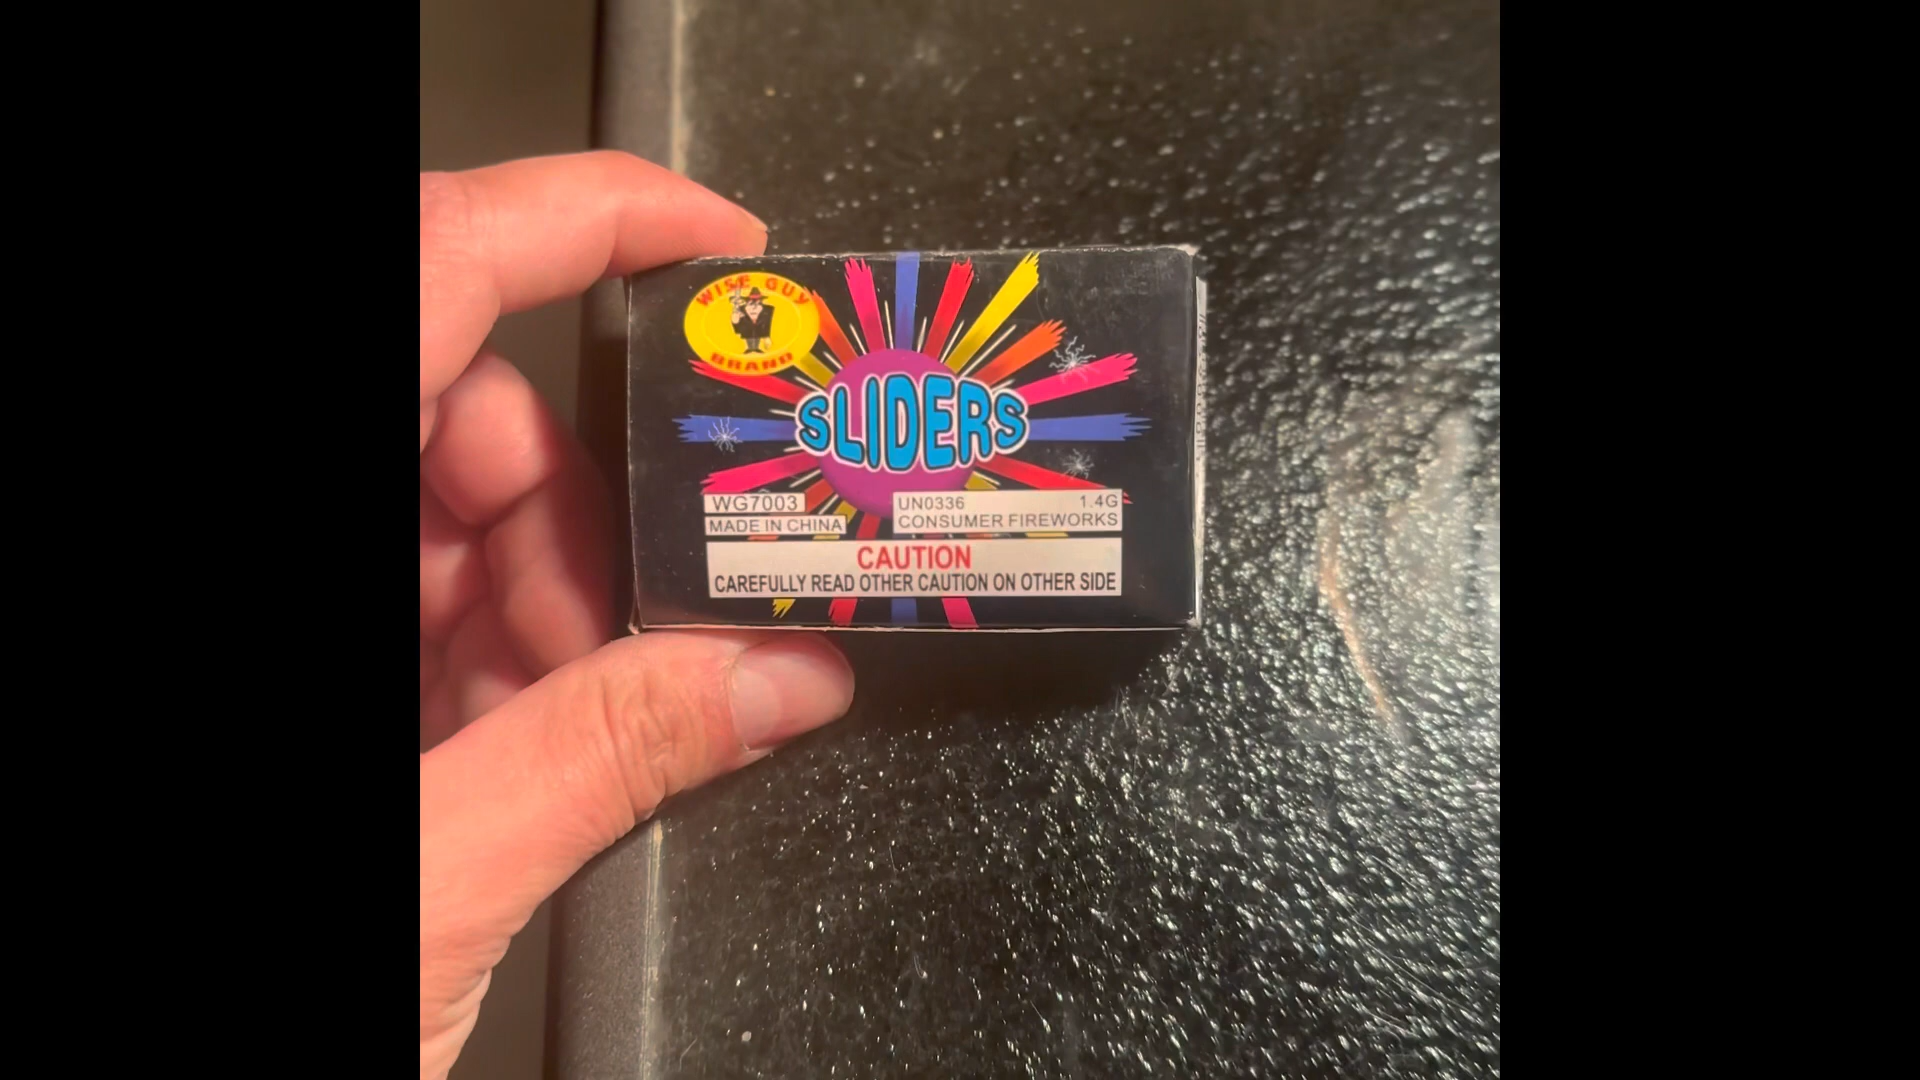 WISE GUY
BRAND
SLIDERS
WG7003
MADE IN CHINA
UN0336 1.4G
CONSUMER FIREWORKS
CAUTION
CAREFULLY READ OTHER CAUTION ON OTHER SIDE